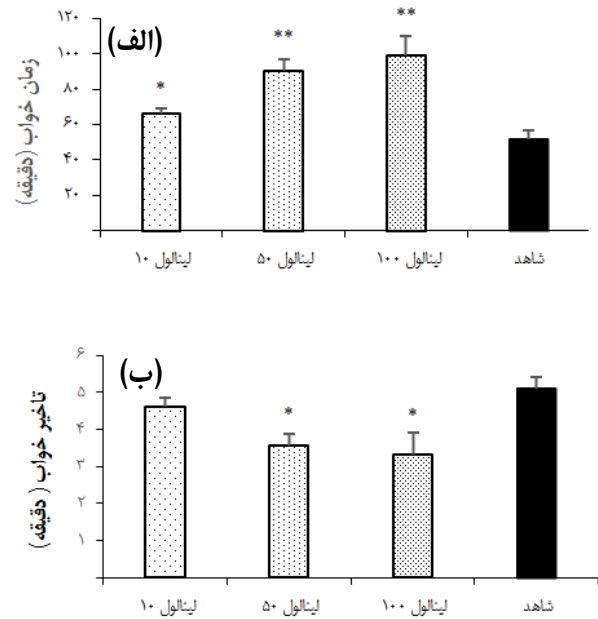 (الف)
زمان خواب (دقیقه)
۱۲۰
۱۰۰
۸۰
۶۰
۴۰
۲۰
*
**
**
لینالول ۱۰
لینالول ۵۰
لینالول ۱۰۰
شاهد
(ب)
تاخیر خواب ( دقیقه )
۶
۵
۴
۳
۲
۱
*
*
لینالول ۱۰
لینالول ۵۰
لینالول ۱۰۰
شاهد